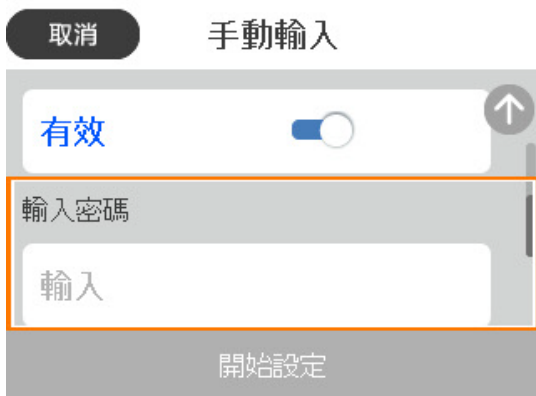 取消 手動輸入
有效
輸入密碼
輸入
開始設定